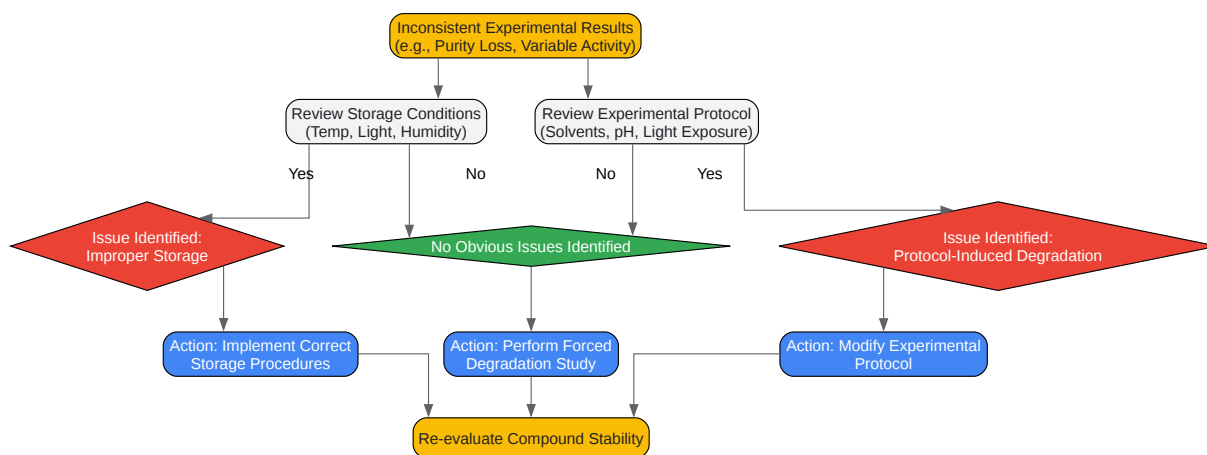 Inconsistent Experimental Results
(e.g., Purity Loss, Variable Activity)
Review Storage Conditions
(Temp, Light, Humidity)
Review Experimental Protocol
(Solvents, pH, Light Exposure)
Yes
No
No
Yes
Issue Identified:
Improper Storage
No Obvious Issues Identified
Issue Identified:
Protocol-Induced Degradation
Action: Implement Correct
Storage Procedures
Action: Perform Forced
Degradation Study
Action: Modify Experimental
Protocol
Re-evaluate Compound Stability